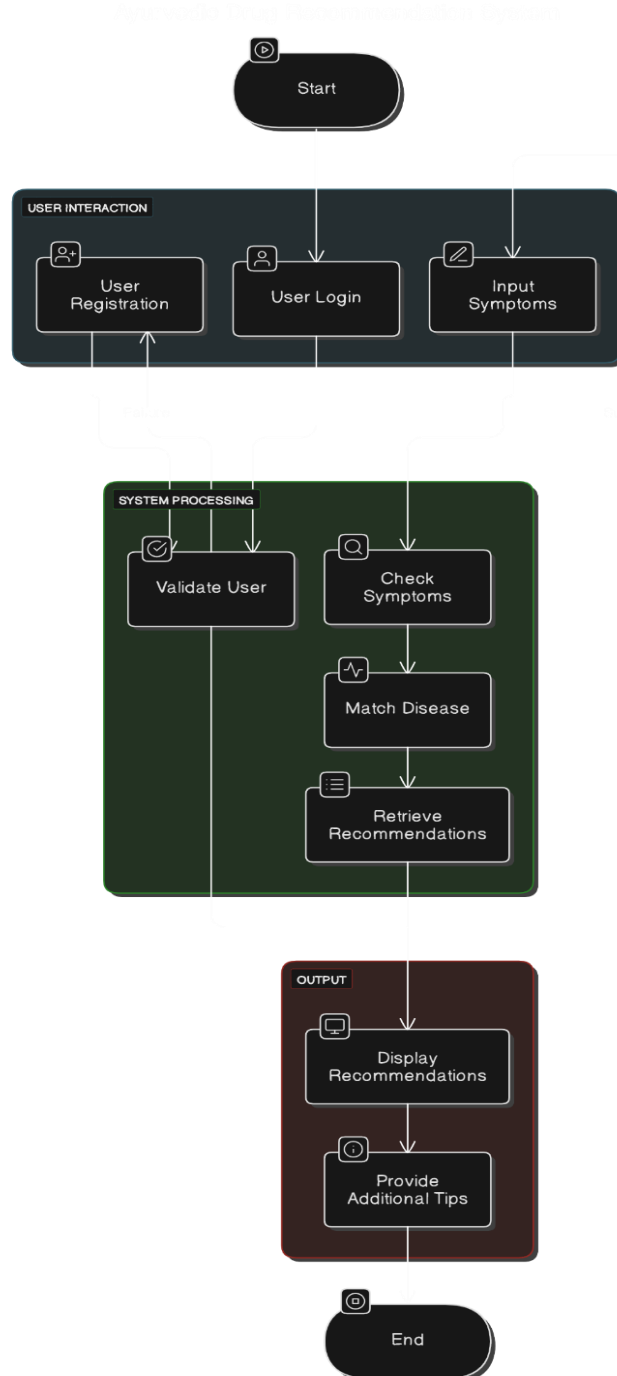 Start
USER INTERACTION
User
Registration
User Login
Input
Symptoms
SYSTEM PROCESSING
Validate User
Check
Symptoms
Match Disease
Retrieve
Recommendations
OUTPUT
Display
Recommendations
Provide
Additional Tips
End